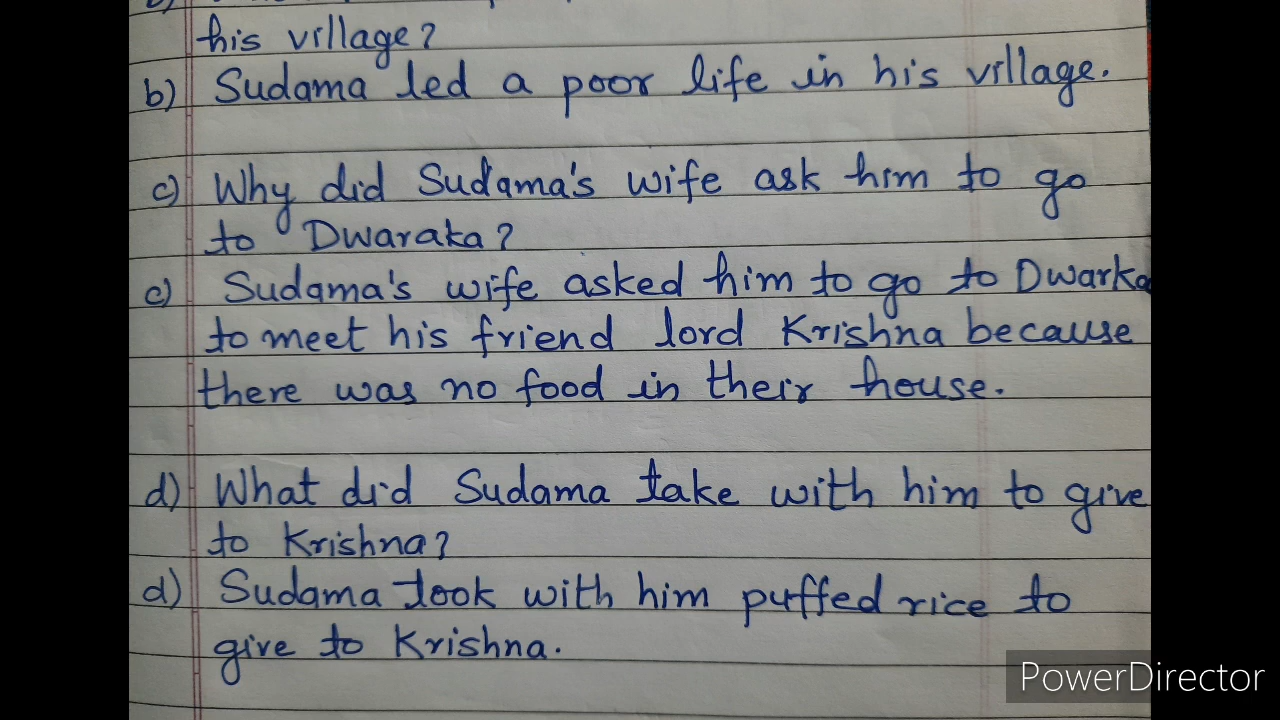 his village?
b) Sudama led a poor life in his village.
c) Why did Sudama's wife ask him to go
to Dwaraka?
c) Sudama's wife asked him to go to Dwarka
to meet his friend lord Krishna because
there was no food in their house.
d) What did Sudama take with him to give
to Krishna?
d) Sudama took with him puffed rice to
give to Krishna.
PowerDirector